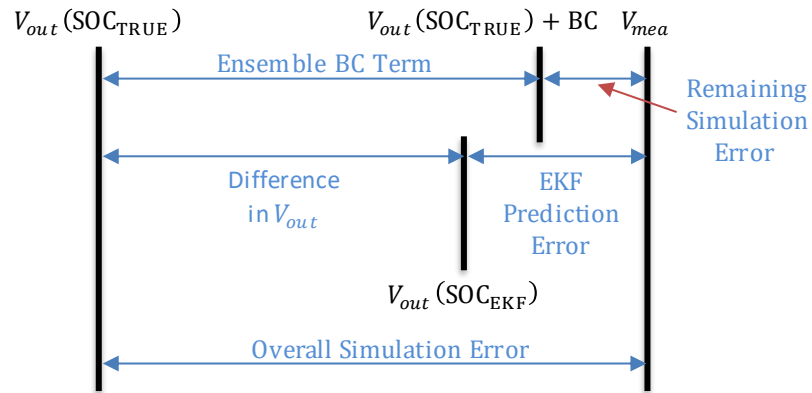 V_out(SOC_TRUE) V_out(SOC_TRUE) + BC V_mea
Ensemble BC Term
Remaining
Simulation
Error
Difference
in V_out
EKF
Prediction
Error
V_out(SOC_EKF)
Overall Simulation Error